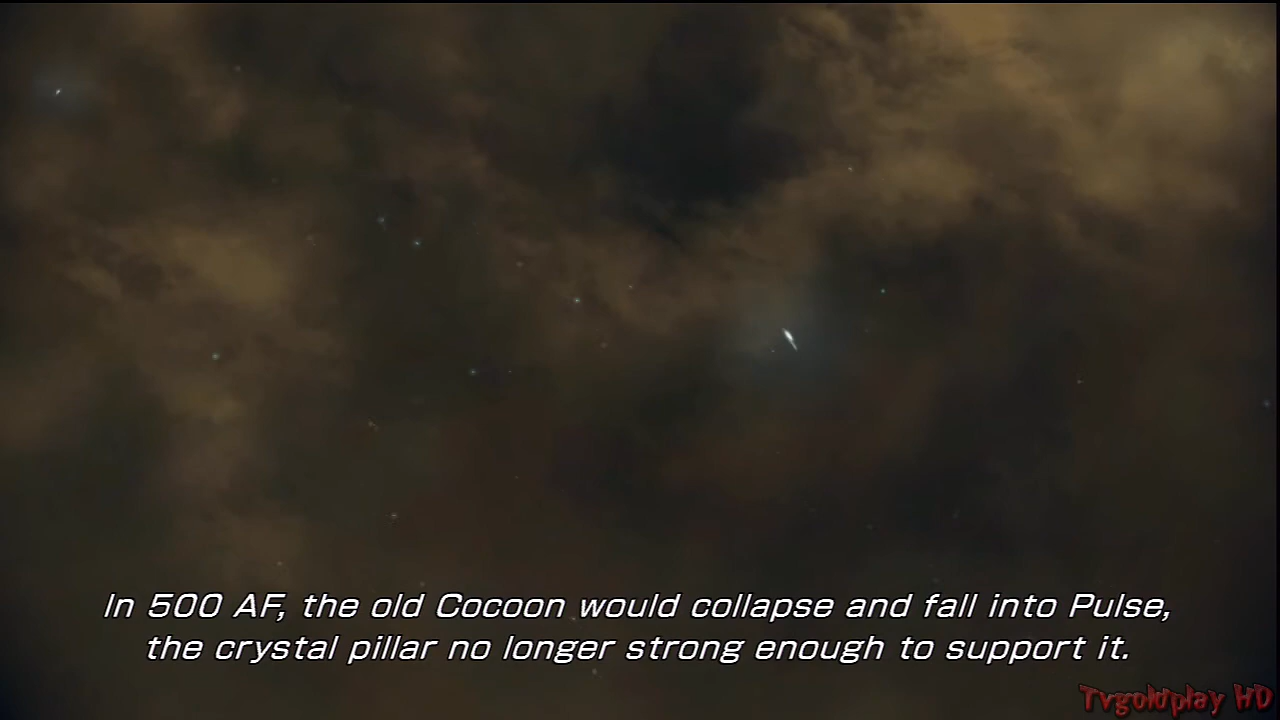 In 500 AF, the old Cocoon would collapse and fall into Pulse,
the crystal pillar no longer strong enough to support it.
Tvgoldplay HD